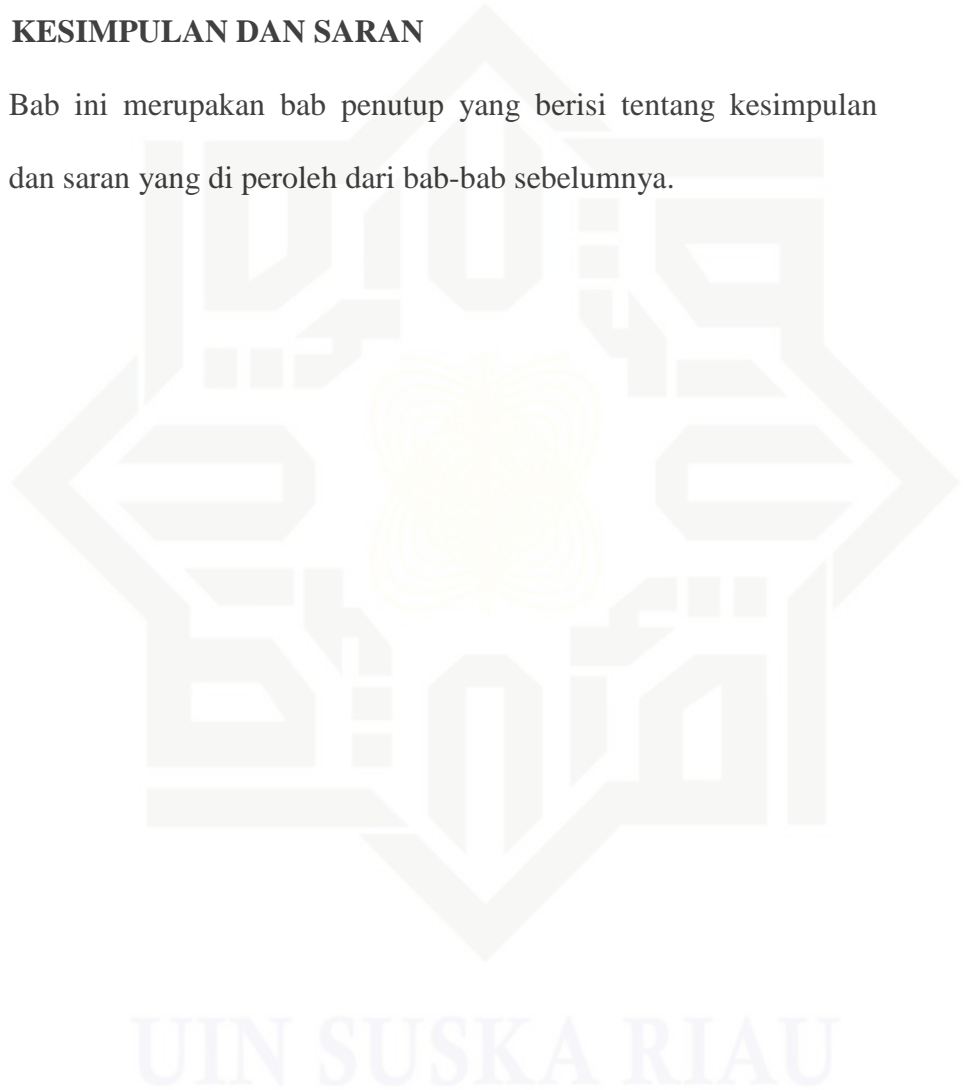 KESIMPULAN DAN SARAN
Bab ini merupakan bab penutup yang berisi tentang kesimpulan
dan saran yang di peroleh dari bab-bab sebelumnya.
UIN SUSKA RIAU